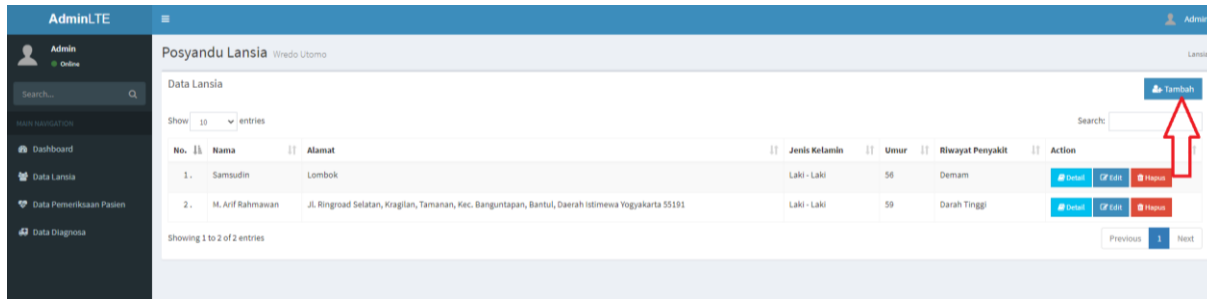 AdminLTE
Admin
Admin
Online
Posyandu Lansia Wredo Utomo
Lansia
Search...
Data Lansia
Tambah
MAIN NAVIGATION
Show 10 entries
Search:
Dashboard
Data Lansia
Data Pemeriksaan Pasien
Data Diagnosa
No. Nama Alamat Jenis Kelamin Umur Riwayat Penyakit Action
1. Samsudin Lombok Laki - Laki 56 Demam Detail Edit Hapus
2. M. Arif Rahmawan Jl. Ringroad Selatan, Kragilan, Tamanan, Kec. Banguntapan, Bantul, Daerah Istimewa Yogyakarta 55191 Laki - Laki 59 Darah Tinggi Detail Edit Hapus
Showing 1 to 2 of 2 entries
Previous 1 Next